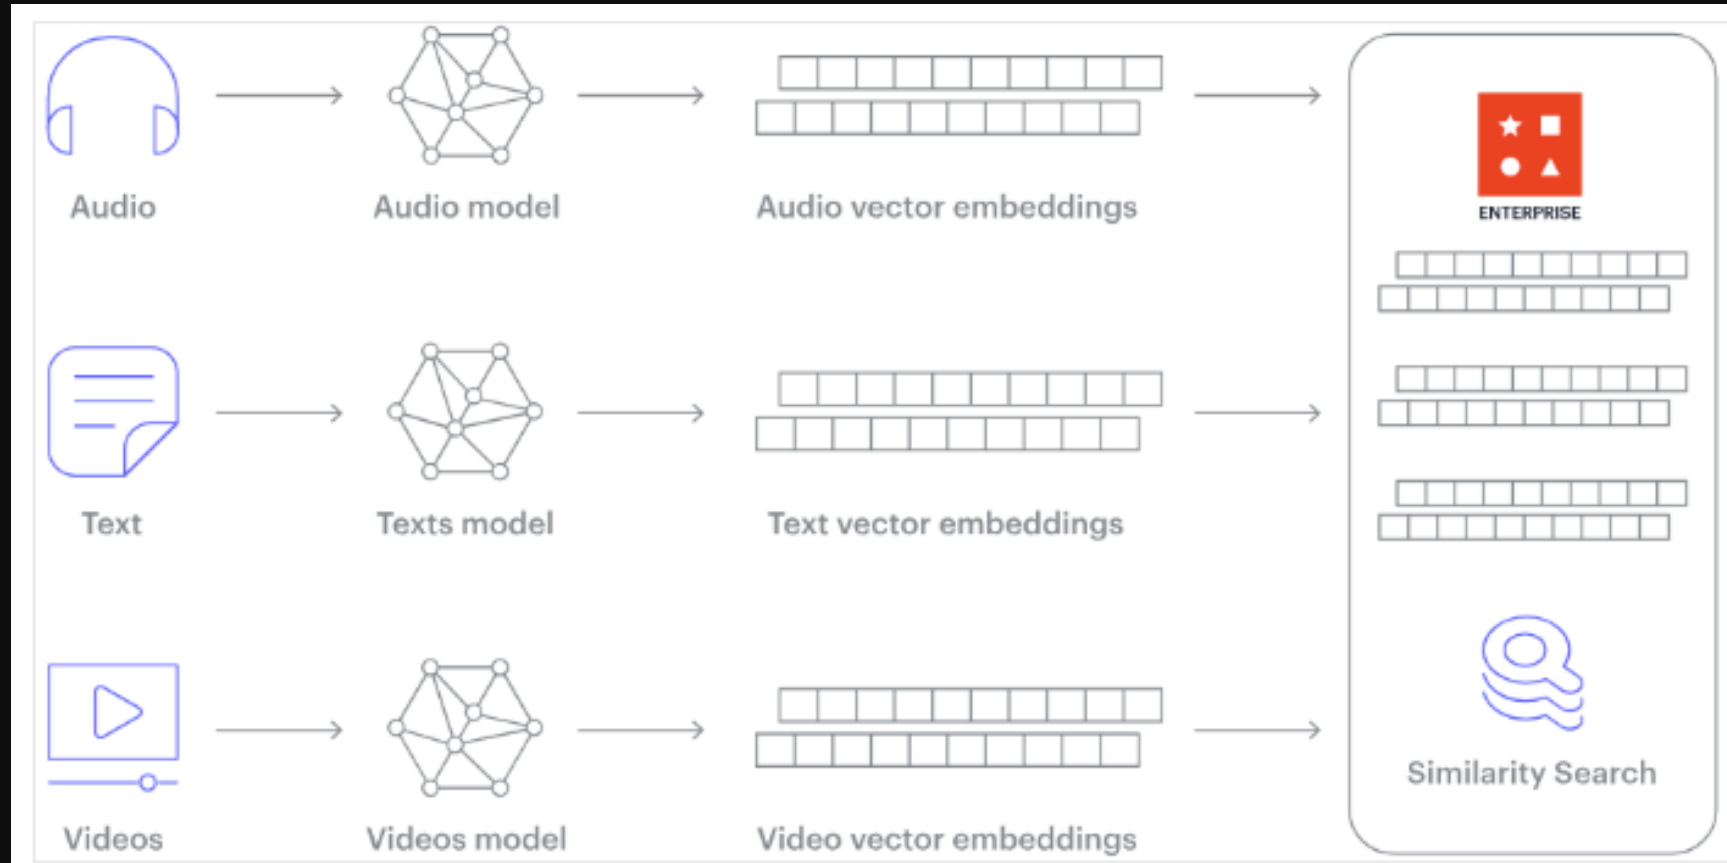 Audio
Audio model
Audio vector embeddings
ENTERPRISE
Text
Texts model
Text vector embeddings
Videos
Videos model
Video vector embeddings
Similarity Search